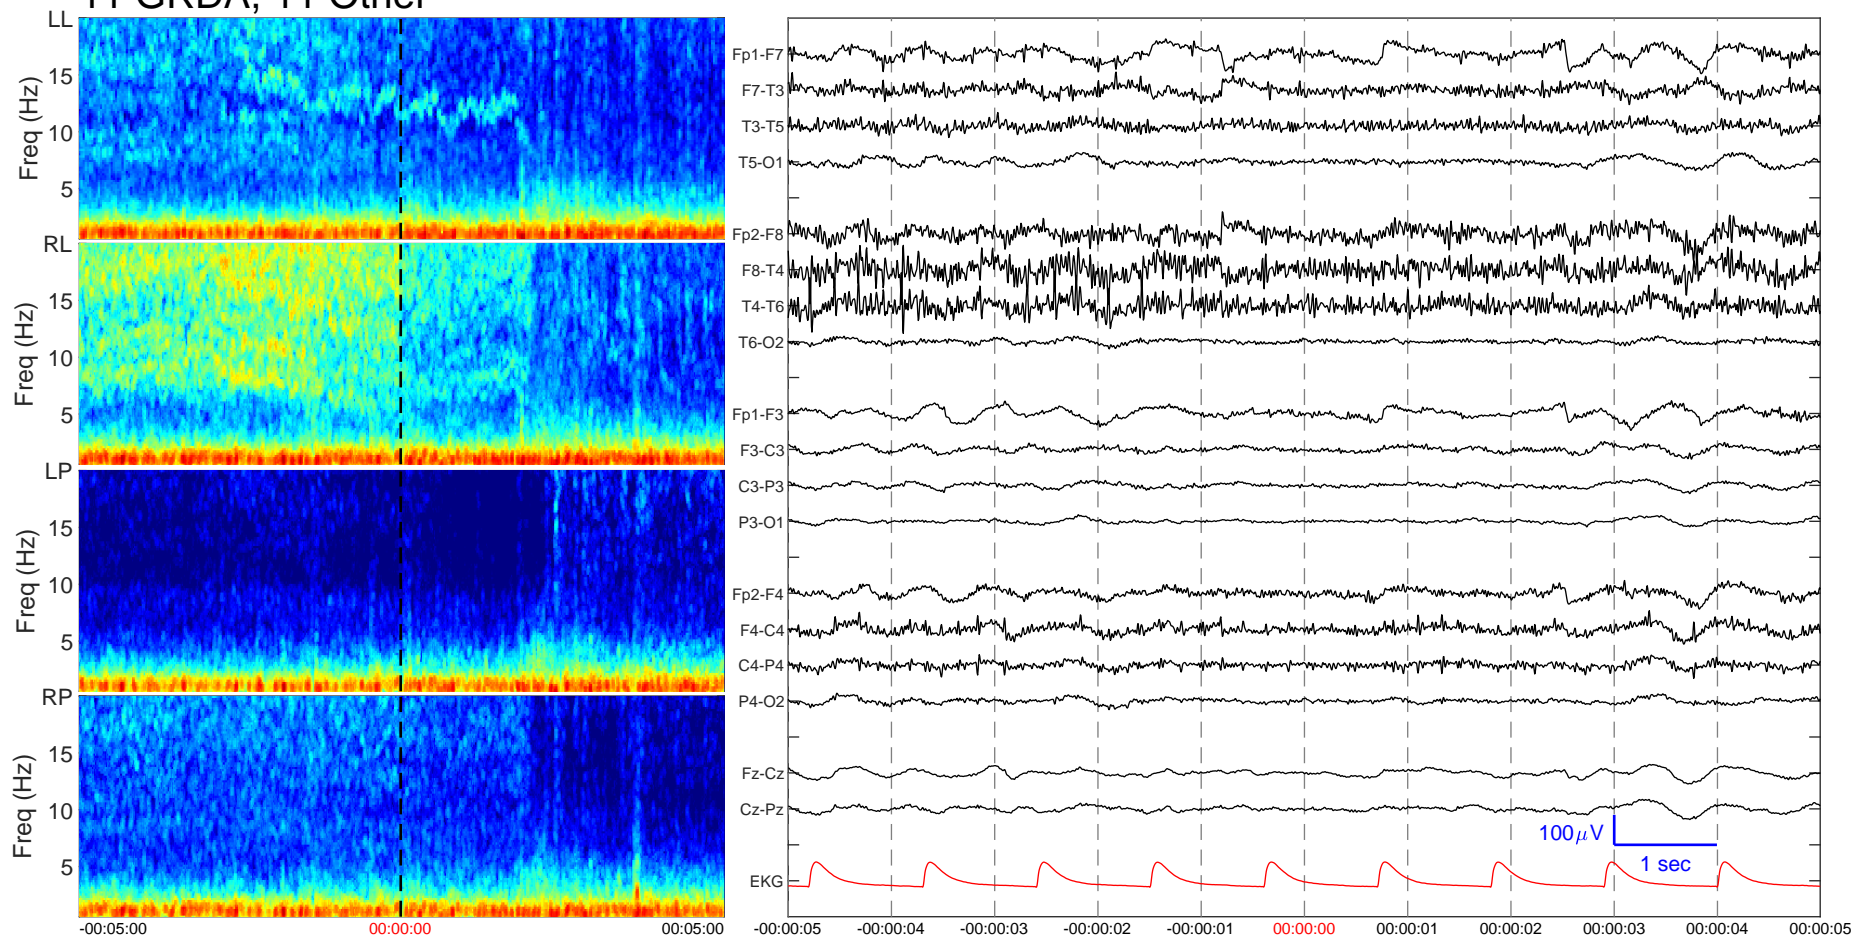 LL
15
10
5
Freq (Hz)
RL
15
10
5
Freq (Hz)
LP
15
10
5
Freq (Hz)
RP
15
10
5
Freq (Hz)
-00:05:00 00:00:00 00:05:00
Fp1-F7
F7-T3
T3-T5
T5-O1
Fp2-F8
F8-T4
T4-T6
T6-O2
Fp1-F3
F3-C3
C3-P3
P3-O1
Fp2-F4
F4-C4
C4-P4
P4-O2
Fz-Cz
Cz-Pz
100μV
1 sec
EKG
-00:00:05 -00:00:04 -00:00:03 -00:00:02 -00:00:01 00:00:00 00:00:01 00:00:02 00:00:03 00:00:04 00:00:05